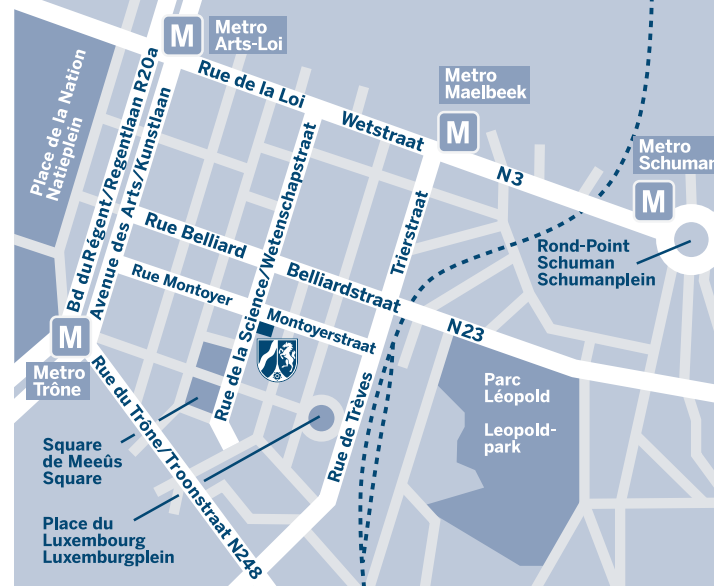 M
Metro
Arts-Loi
Place de la Nation
Natieplein
Bd du Régent/Regentlaan R20a
Avenue des Arts/Kunstlaan
Rue de la Loi
Wetstraat
Metro
Maelbeek
M
N3
Metro
Schuman
M
Rond-Point
Schuman
Schumanplein
Rue de la Science/Wetenschapstraat
Trierstraat
Rue Belliard
Belliardstraat
N23
Rue Montoyer
Montoyerstraat
M
Metro
Trône
Rue du Trône/Troonstraat N248
Rue de Trèves
Parc
Léopold
Leopold-
park
Square
de Meeûs
Square
Place du
Luxembourg
Luxemburgplein